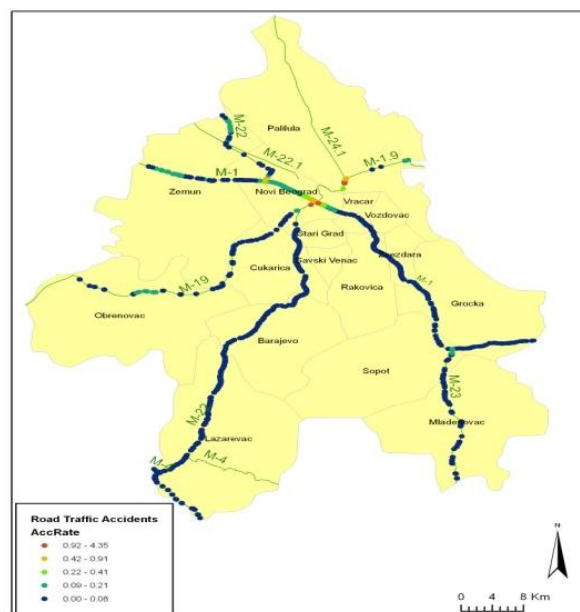 M-22
Palilula
M-24.1
M-22.1
M-1.9
M-1
Zemun
Novi Beograd
Vracar
Vozdovac
Stari Grad
Savski Venac
Zvezdara
Cukarica
M-19
Rakovica
M-1
Grocka
Obrenovac
Barajevo
Sopot
M-23
M-22
Mladenovac
Lazarevac
M-4
N
Road Traffic Accidents
AccRate
0.92 - 4.35
0.42 - 0.91
0.22 - 0.41
0.09 - 0.21
0.00 - 0.08
0 4 8 Km